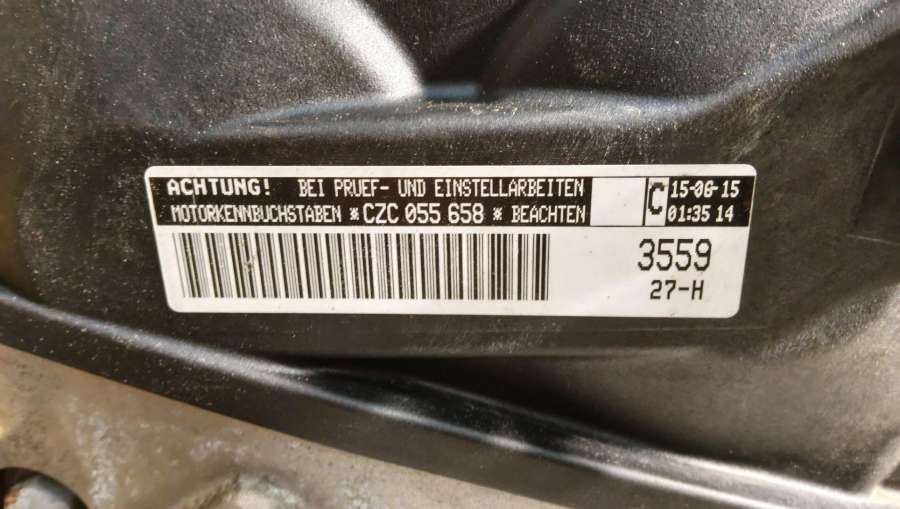 ACHTUNG! BEI PRUEF- UND EINSTELLARBEITEN
MOTORKENNBUCHSTABEN * CZC 055 658 * BEACHTEN
C
15-06-15
01:35 14
3559
27-H